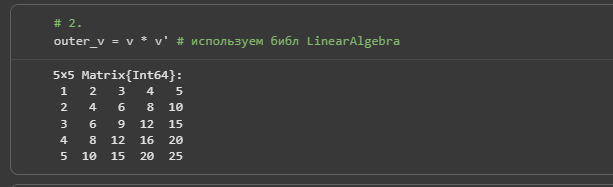 # 2.
outer_v = v * v' # используем библ LinearAlgebra
5×5 Matrix{Int64}:
1 2 3 4 5
2 4 6 8 10
3 6 9 12 15
4 8 12 16 20
5 10 15 20 25